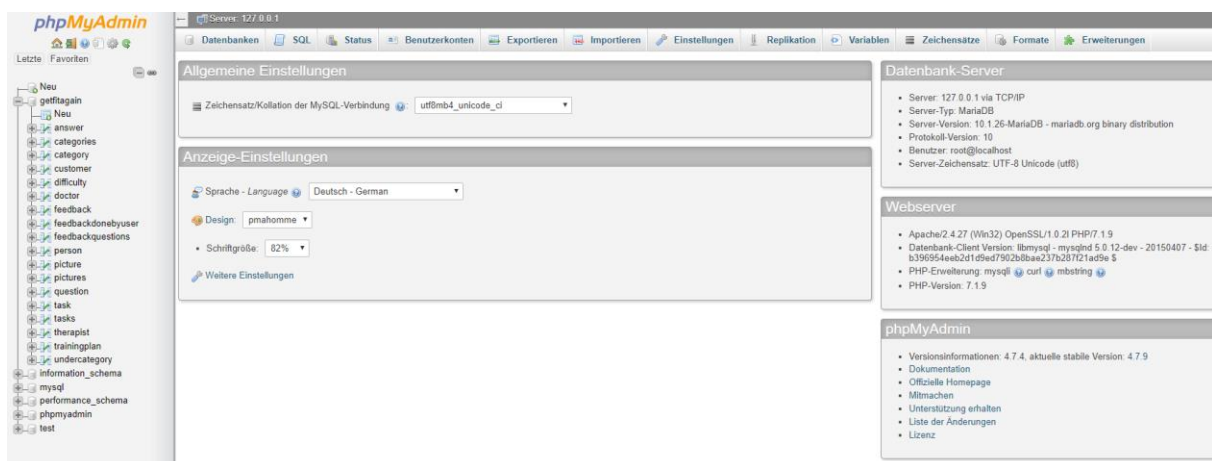 phpMyAdmin
Letzte Favoriten
Neu
getfitagain
Neu
answer
categories
category
customer
difficulty
doctor
feedback
feedbackdonebyuser
feedbackquestions
person
picture
pictures
question
task
tasks
therapist
trainingplan
undercategory
information_schema
mysql
performance_schema
phpmyadmin
test
Server: 127.0.0.1
Datenbanken SQL Status Benutzerkonten Exportieren Importieren Einstellungen Replikation Variablen Zeichensätze Formate Erweiterungen
Allgemeine Einstellungen
Zeichensatz/Kollation der MySQL-Verbindung : utf8mb4_unicode_ci
Anzeige-Einstellungen
Sprache - Language Deutsch - German
Design: pmahomme
• Schriftgröße: 82%
Weitere Einstellungen
Datenbank-Server
• Server: 127.0.0.1 via TCP/IP
• Server-Typ: MariaDB
• Server-Version: 10.1.26-MariaDB - mariadb.org binary distribution
• Protokoll-Version: 10
• Benutzer: root@localhost
• Server-Zeichensatz: UTF-8 Unicode (utf8)
Webserver
• Apache/2.4.27 (Win32) OpenSSL/1.0.2l PHP/7.1.9
• Datenbank-Client Version: libmysql - mysqlnd 5.0.12-dev - 20150407 - $Id:
b396954eeb2d1d9ed7902b8bae237b287f21ad9e $
• PHP-Erweiterung: mysqli curl mbstring
• PHP-Version: 7.1.9
phpMyAdmin
• Versionsinformationen: 4.7.4, aktuelle stabile Version: 4.7.9
• Dokumentation
• Offizielle Homepage
• Mitmachen
• Unterstützung erhalten
• Liste der Änderungen
• Lizenz